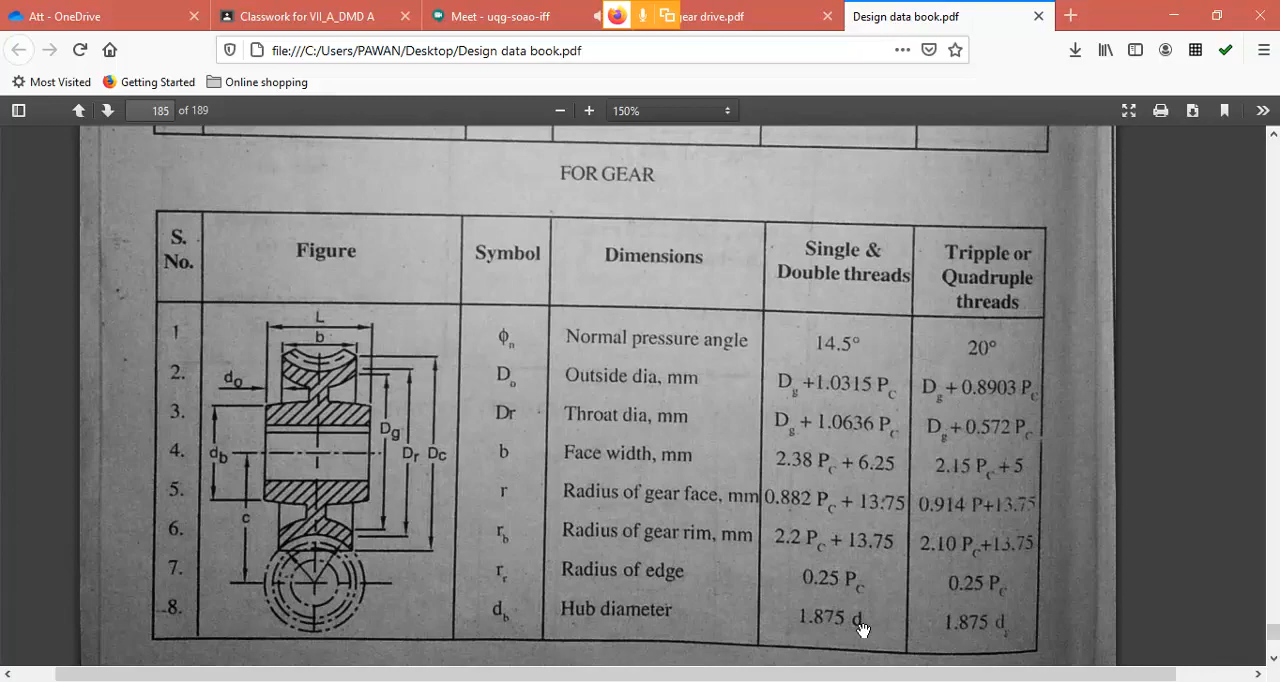 Att - OneDrive
Classwork for VII_A_DMD A
Meet - uqg-soao-iff
gear drive.pdf
Design data book.pdf
file:///C:/Users/PAWAN/Desktop/Design data book.pdf
Most Visited
Getting Started
Online shopping
185 of 189
150%
FOR GEAR
S. No.
Figure
Symbol
Dimensions
Single & Double threads
Tripple or Quadruple threads
L
b
do
Dg
db
Dr
Dc
c
1
ϕn
Normal pressure angle
14.5°
20°
2.
Do
Outside dia, mm
Dg +1.0315 PC
Dg + 0.8903 PC
3.
Dr
Throat dia, mm
Dg + 1.0636 PC
Dg + 0.572 PC
4.
b
Face width, mm
2.38 Pc + 6.25
2.15 Pc + 5
5.
r
Radius of gear face, mm
0.882 Pc + 13.75
0.914 P+13.75
6.
rb
Radius of gear rim, mm
2.2 Pc + 13.75
2.10 Pc+13.75
7.
rr
Radius of edge
0.25 PC
0.25 Pc
8.
db
Hub diameter
1.875 d
1.875 d